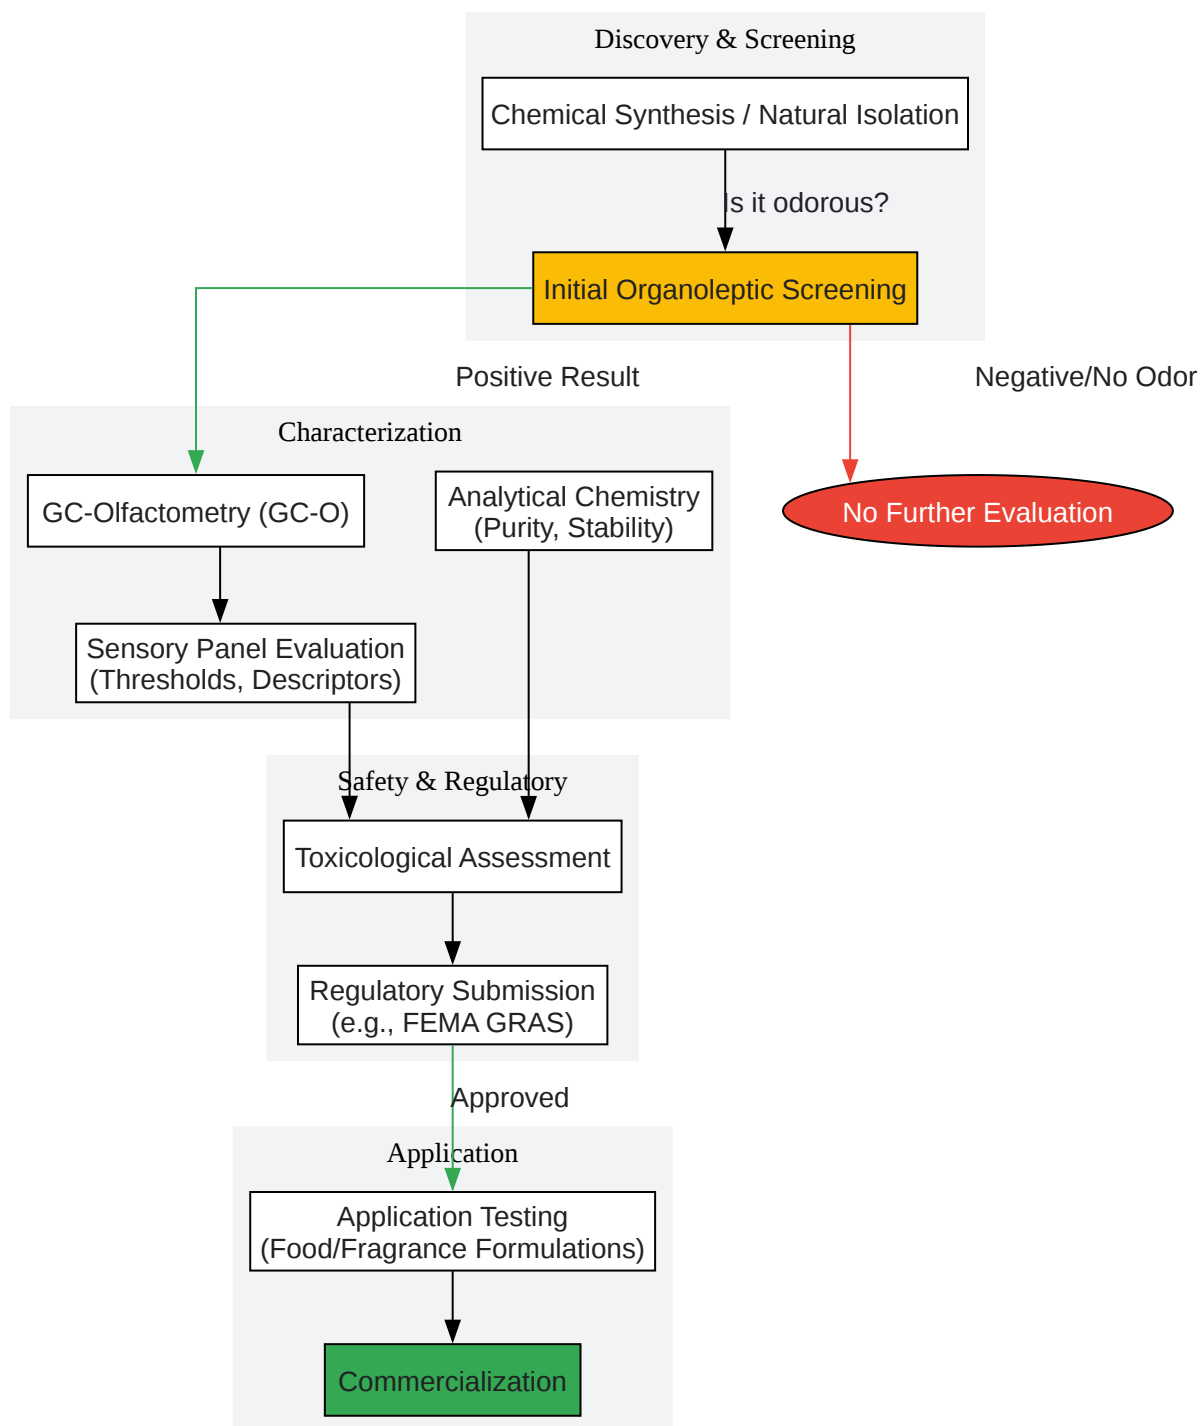 Discovery & Screening
Chemical Synthesis / Natural Isolation
Is it odorous?
Initial Organoleptic Screening
Positive Result
Negative/No Odor
Characterization
GC-Olfactometry (GC-O)
Analytical Chemistry
(Purity, Stability)
No Further Evaluation
Sensory Panel Evaluation
(Thresholds, Descriptors)
Safety & Regulatory
Toxicological Assessment
Regulatory Submission
(e.g., FEMA GRAS)
Approved
Application
Application Testing
(Food/Fragrance Formulations)
Commercialization